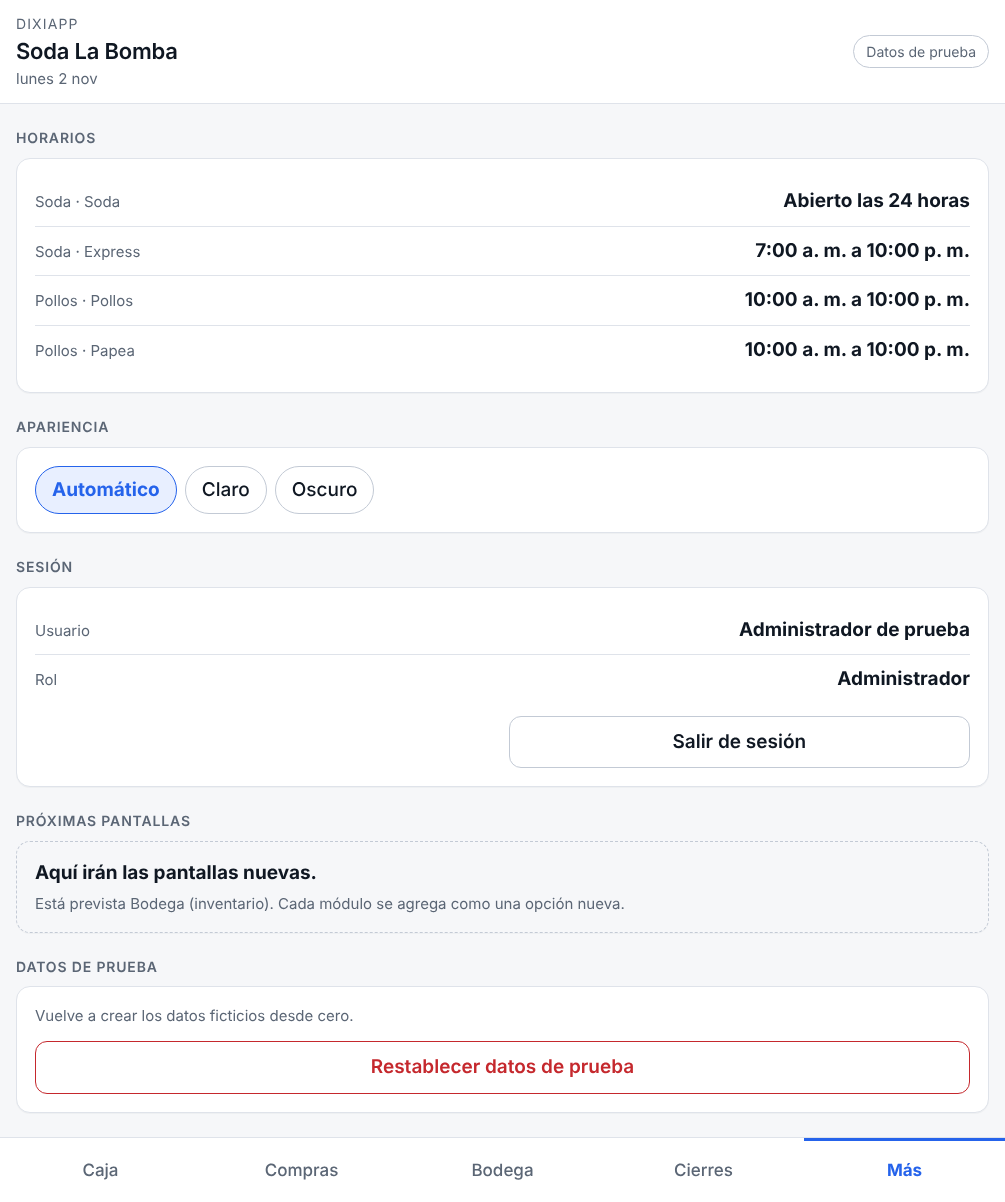 DIXIAPP
Soda La Bomba
lunes 2 nov
Datos de prueba
HORARIOS
Soda · Soda
Abierto las 24 horas
Soda · Express
7:00 a. m. a 10:00 p. m.
Pollos · Pollos
10:00 a. m. a 10:00 p. m.
Pollos · Papea
10:00 a. m. a 10:00 p. m.
APARIENCIA
Automático
Claro
Oscuro
SESIÓN
Usuario
Administrador de prueba
Rol
Administrador
Salir de sesión
PRÓXIMAS PANTALLAS
Aquí irán las pantallas nuevas.
Está prevista Bodega (inventario). Cada módulo se agrega como una opción nueva.
DATOS DE PRUEBA
Vuelve a crear los datos ficticios desde cero.
Restablecer datos de prueba
Caja
Compras
Bodega
Cierres
Más